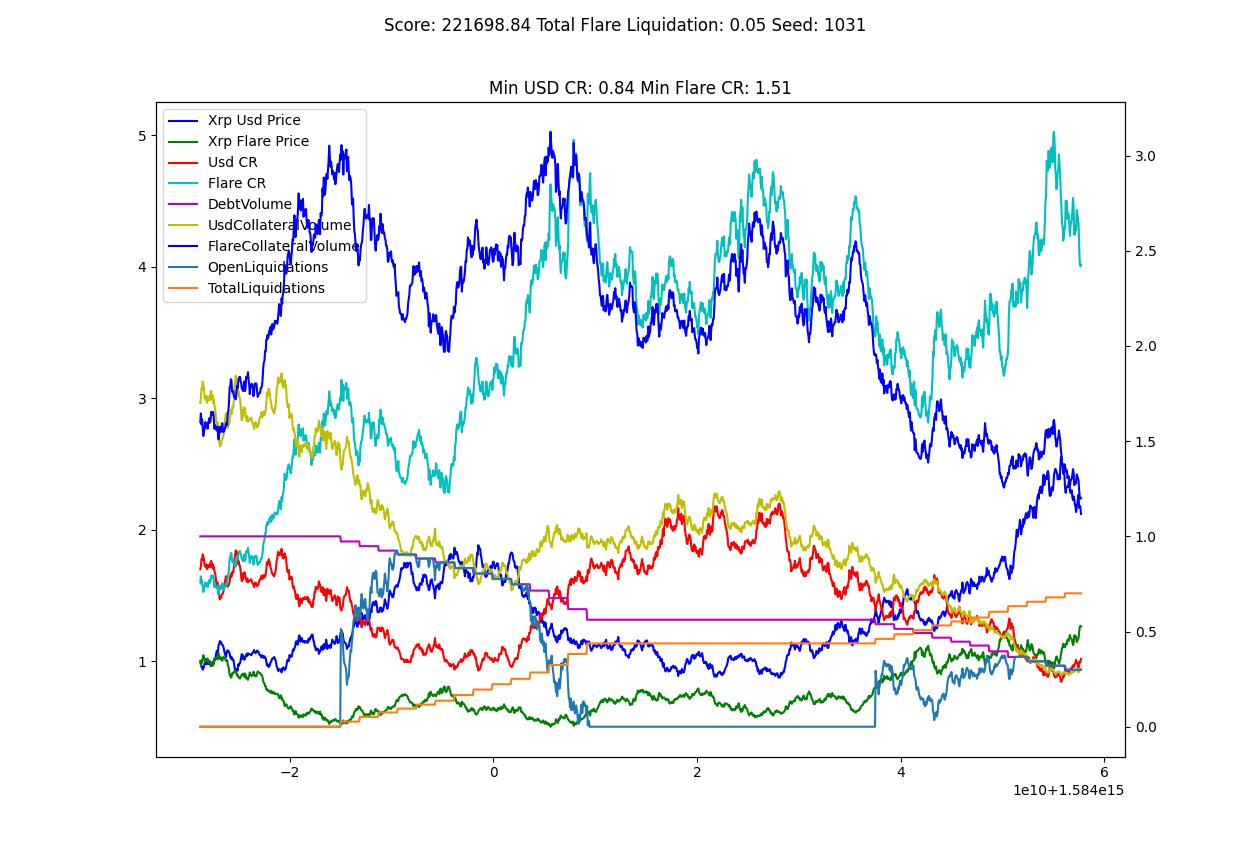 Score: 221698.84 Total Flare Liquidation: 0.05 Seed: 1031
Min USD CR: 0.84 Min Flare CR: 1.51
Xrp Usd Price
Xrp Flare Price
Usd CR
Flare CR
DebtVolume
UsdCollateralVolume
FlareCollateralVolume
OpenLiquidations
TotalLiquidations
5
4
3
2
1
3.0
2.5
2.0
1.5
1.0
0.5
0.0
−2 0 2 4 6
1e10+1.584e15